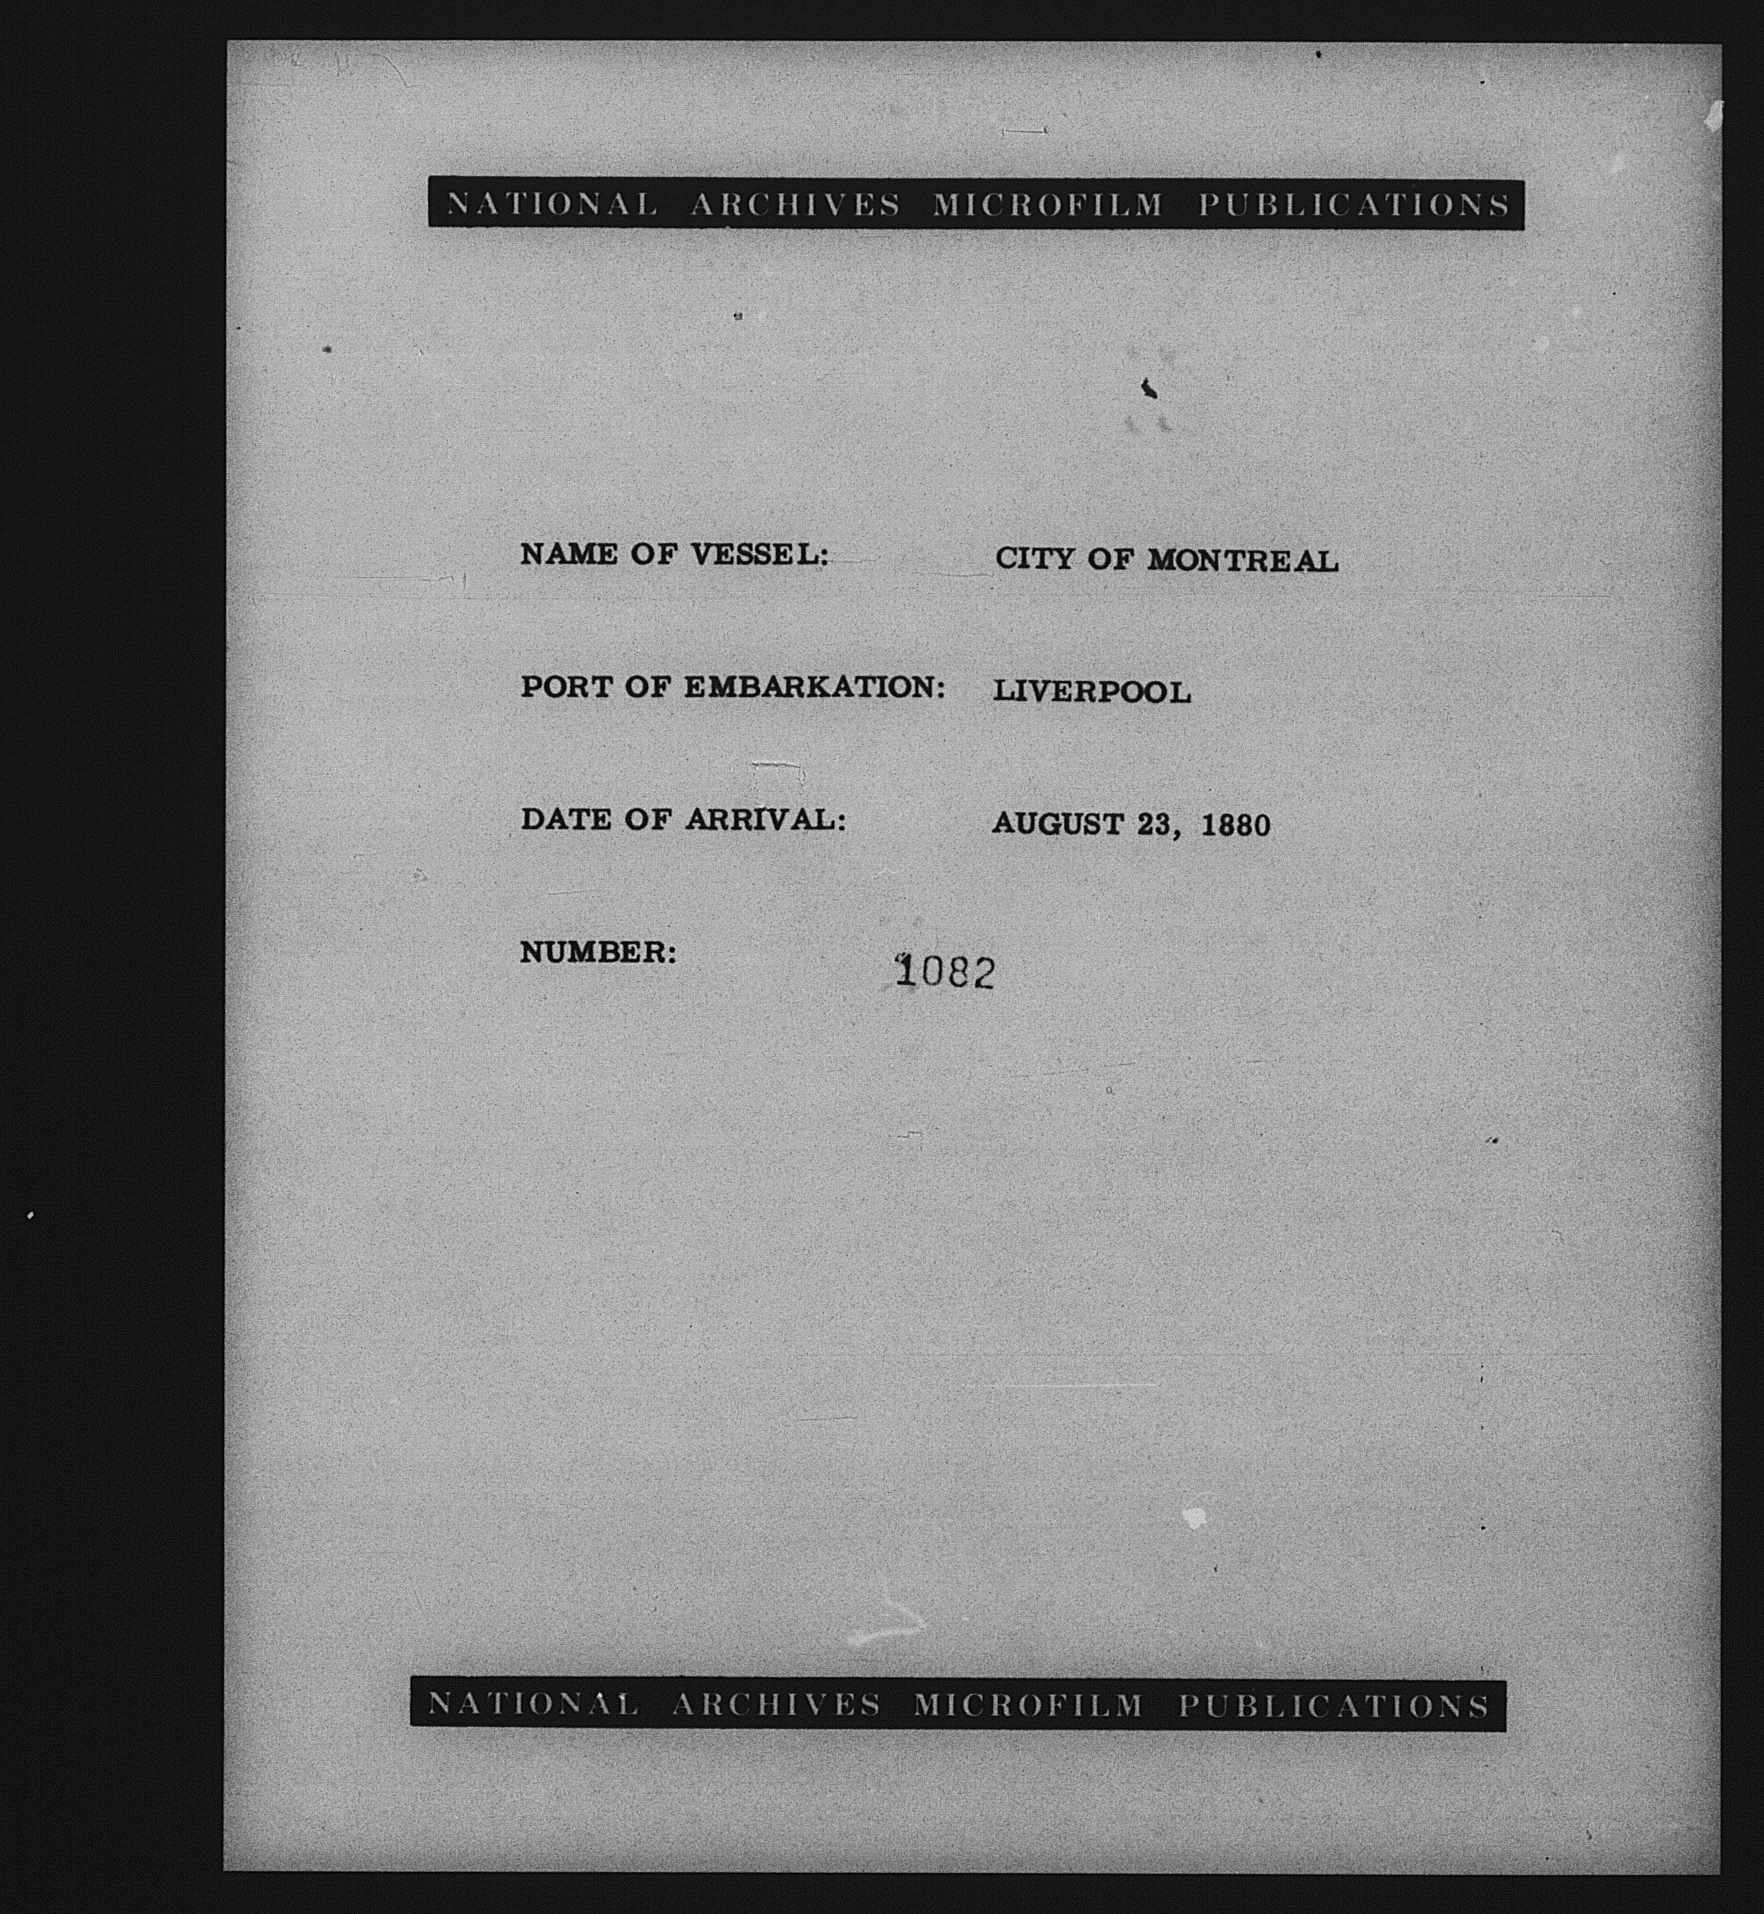 NATIONAL ARCHIVES MICROFILM PUBLICATIONS
NAME OF VESSEL: CITY OF MONTREAL
PORT OF EMBARKATION: LIVERPOOL
DATE OF ARRIVAL: AUGUST 23, 1880
NUMBER: 1082
NATIONAL ARCHIVES MICROFILM PUBLICATIONS